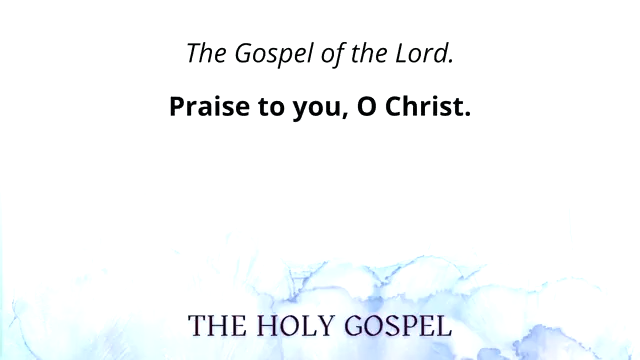 The Gospel of the Lord.
Praise to you, O Christ.
THE HOLY GOSPEL